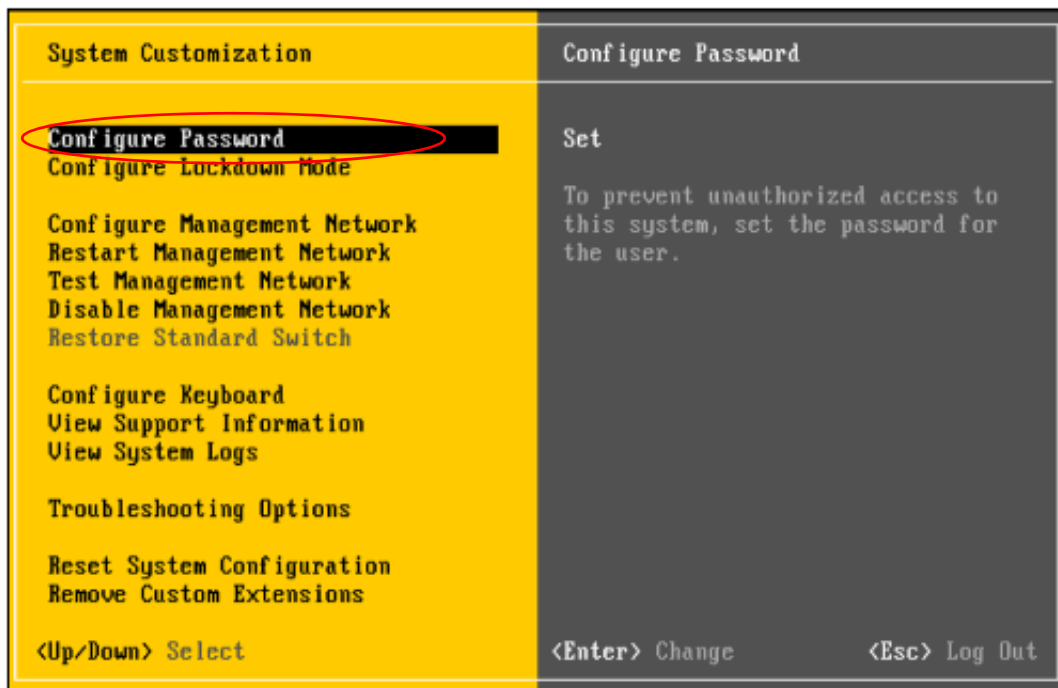 System Customization
Configure Password
Configure Password
Configure Lockdown Mode
Configure Management Network
Restart Management Network
Test Management Network
Disable Management Network
Restore Standard Switch
Configure Keyboard
View Support Information
View System Logs
Troubleshooting Options
Reset System Configuration
Remove Custom Extensions
Set
To prevent unauthorized access to
this system, set the password for
the user.
<Up/Down> Select
<Enter> Change
<Esc> Log Out